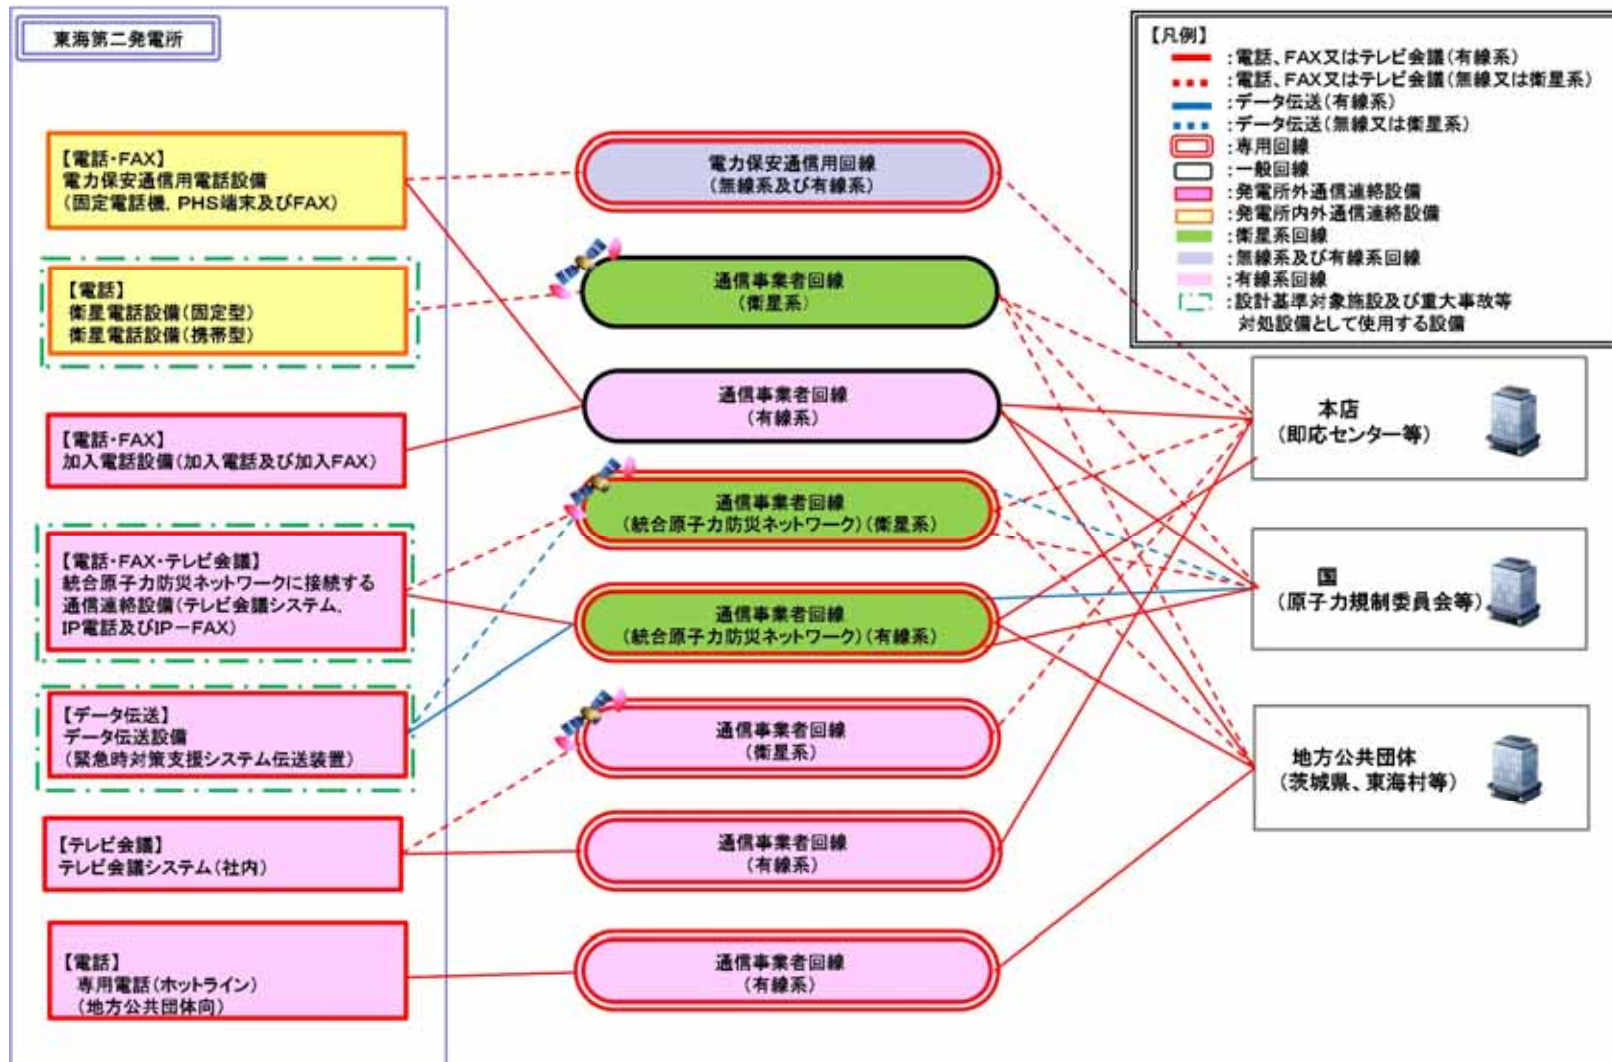 東海第二発電所
【電話・FAX】
電力保安通信用電話設備
(固定電話機，PHS端末及びFAX)
【電話】
衛星電話設備(固定型)
衛星電話設備(携帯型)
【電話・FAX】
加入電話設備(加入電話及び加入FAX)
【電話・FAX・テレビ会議】
統合原子力防災ネットワークに接続する
通信連絡設備(テレビ会議システム，
IP電話及びIP－FAX)
【データ伝送】
データ伝送設備
(緊急時対策支援システム伝送装置)
【テレビ会議】
テレビ会議システム(社内)
【電話】
専用電話(ホットライン)
(地方公共団体向)
電力保安通信用回線
(無線系及び有線系)
通信事業者回線
(衛星系)
通信事業者回線
(有線系)
通信事業者回線
(統合原子力防災ネットワーク)(衛星系)
通信事業者回線
(統合原子力防災ネットワーク)(有線系)
通信事業者回線
(衛星系)
通信事業者回線
(有線系)
通信事業者回線
(有線系)
【凡例】
:電話、FAX又はテレビ会議(有線系)
:電話、FAX又はテレビ会議(無線又は衛星系)
:データ伝送(有線系)
:データ伝送(無線又は衛星系)
:専用回線
:一般回線
:発電所外通信連絡設備
:発電所内外通信連絡設備
:衛星系回線
:無線系及び有線系回線
:有線系回線
:設計基準対象施設及び重大事故等
対処設備として使用する設備
本店
(即応センター等)
国
(原子力規制委員会等)
地方公共団体
(茨城県、東海村等)